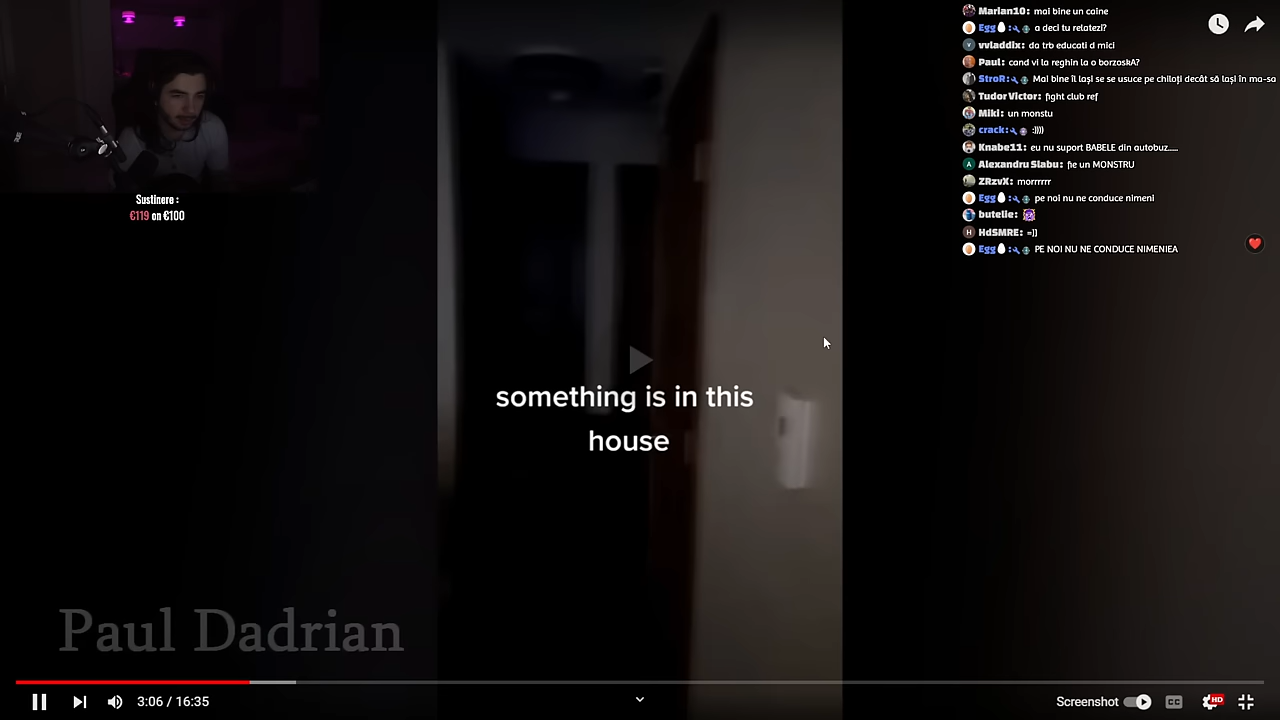 Marian10: mai bine un caine
Egg🥚: a deci tu relatezi?
vvladdix: da trb educati d mici
Paul: cand vi la reghin la o borzoskA?
StroR: Mai bine îl lași se se usuce pe chiloți decât să lași în ma-sa
Tudor Victor: fight club ref
Miki: un monstu
crack: :))))
Knabe11: eu nu suport BABELE din autobuz.....
Alexandru Slabu: fie un MONSTRU
ZRzvX: morrrrrr
Egg🥚: pe noi nu ne conduce nimeni
butelie:
HdSMRE: =]]
Egg🥚: PE NOI NU NE CONDUCE NIMENIEA
Sustinere :
€119 on €100
something is in this
house
Paul Dadrian
3:06 / 16:35
Screenshot
CC
HD